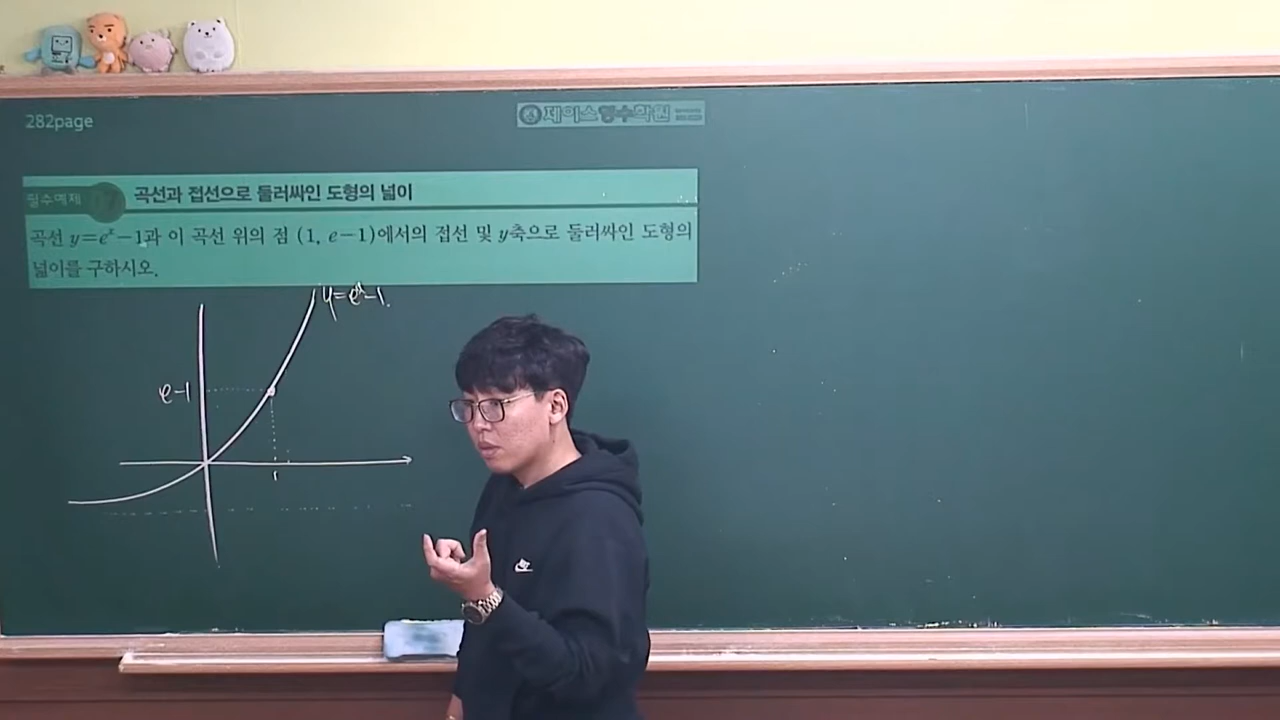 282page
제이스형수학원
필수예제 곡선과 접선으로 둘러싸인 도형의 넓이
곡선 y=e^x-1과 이 곡선 위의 점 (1, e-1)에서의 접선 및 y축으로 둘러싸인 도형의
넓이를 구하시오.
y=e^x-1.
e-1
1